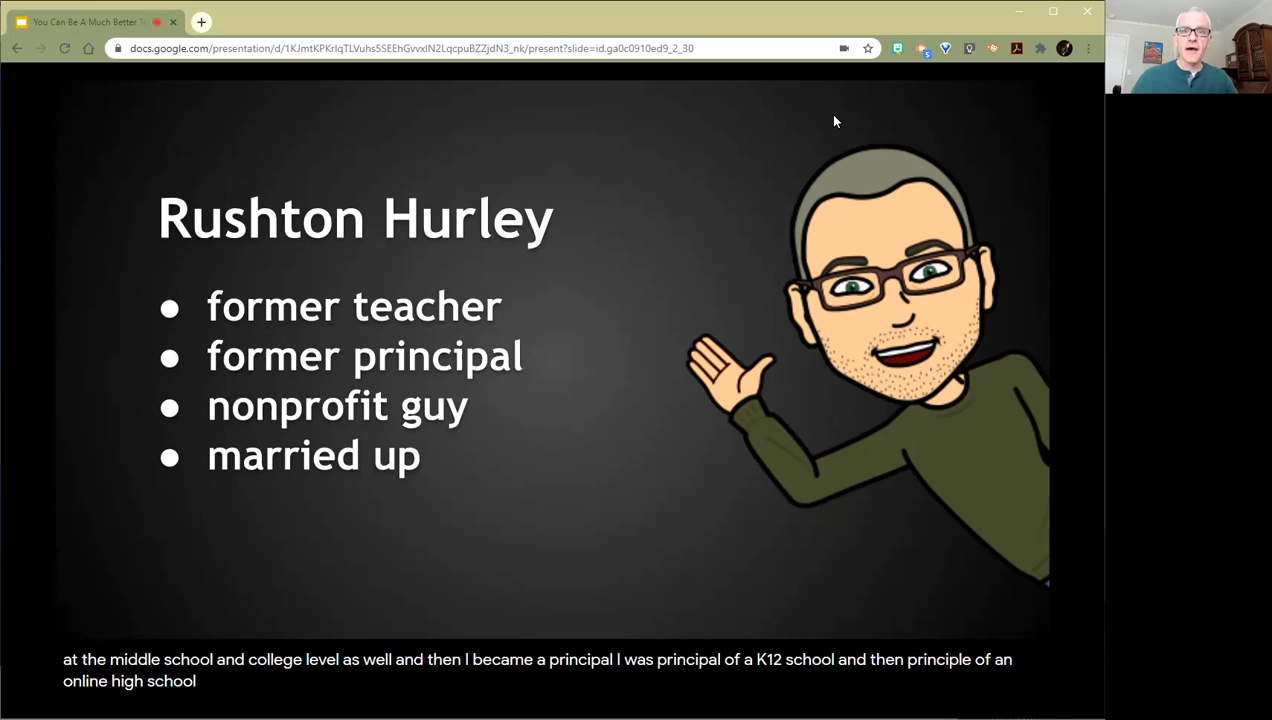 You Can Be A Much Better T
docs.google.com/presentation/d/1KJmtKPKrIqTLVuhs5SEEhGvvxlN2LqcpuBZZjdN3_nk/present?slide=id.ga0c0910ed9_2_30
5
Rushton Hurley
● former teacher
● former principal
● nonprofit guy
● married up
at the middle school and college level as well and then I became a principal I was principal of a K12 school and then principle of an
online high school